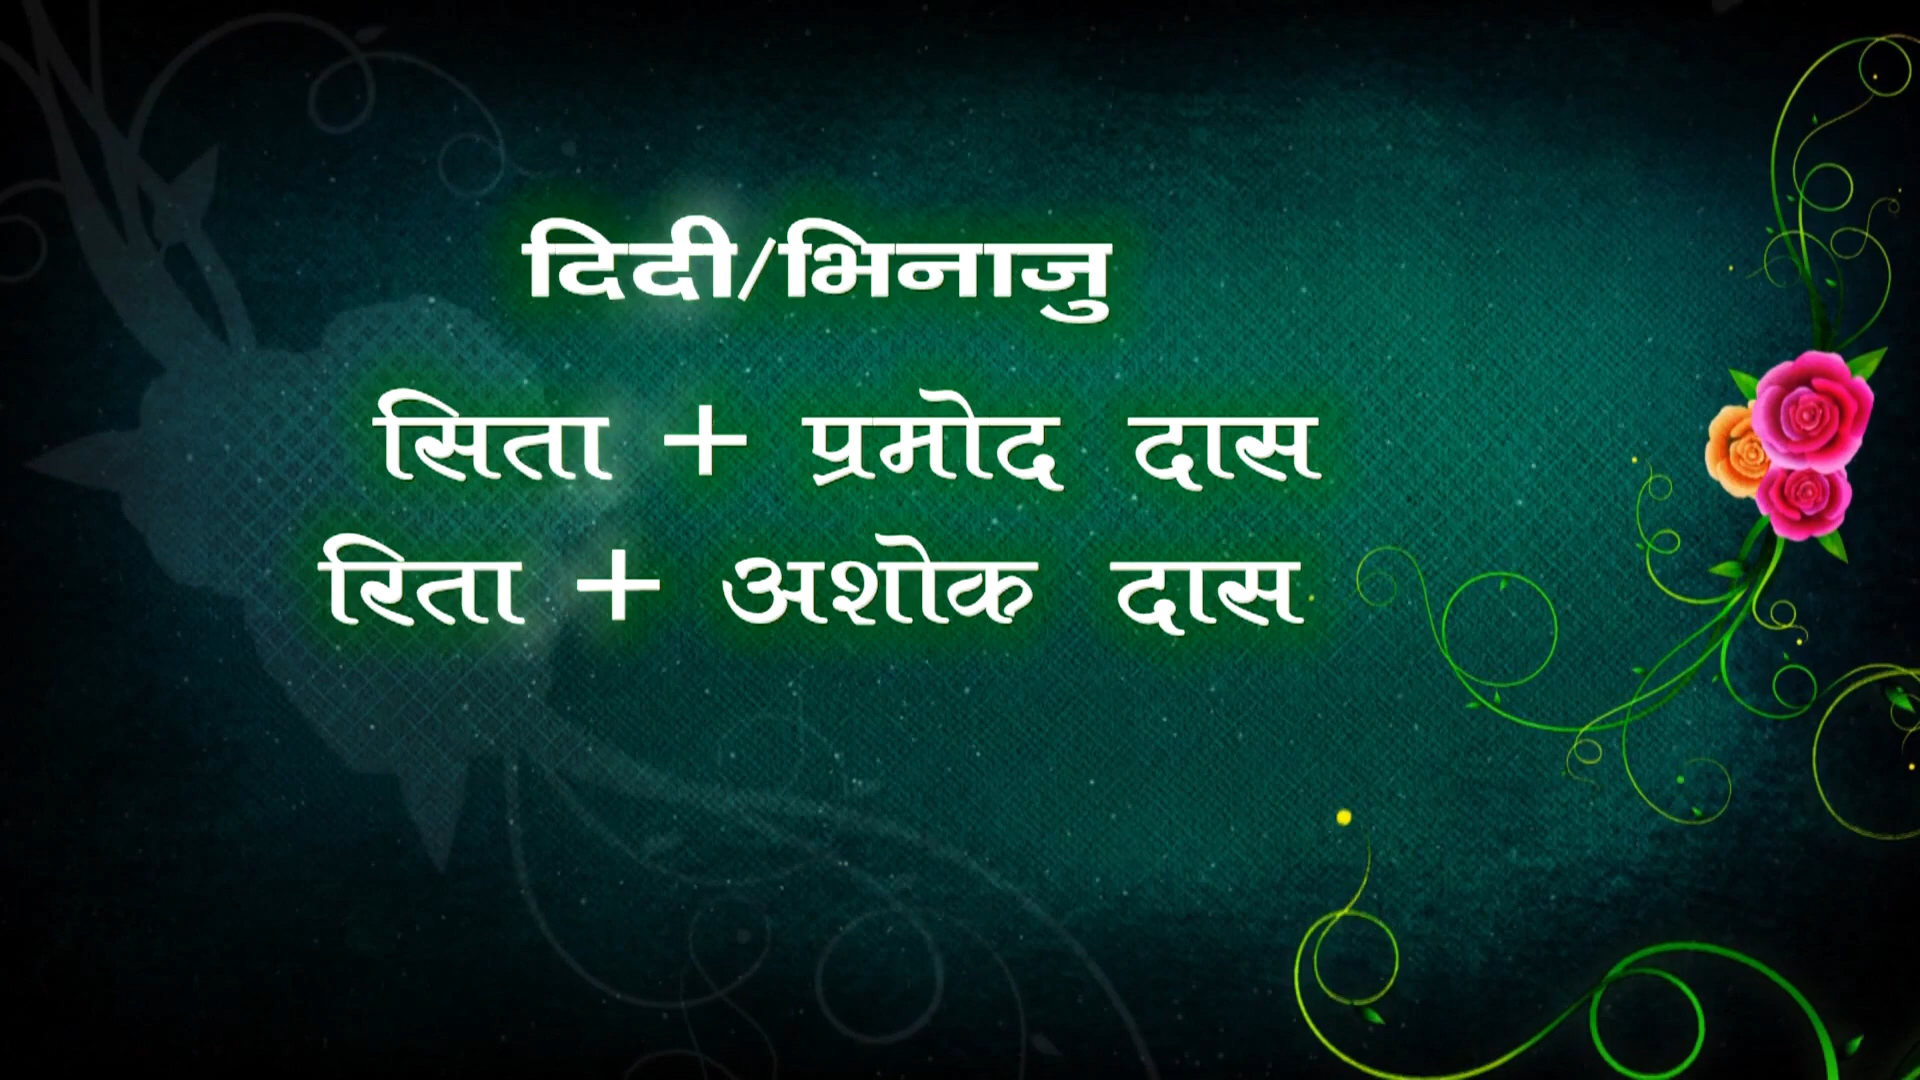 दिदी/भिनाजु
सिता + प्रमोद दास
रिता + अशोक दास